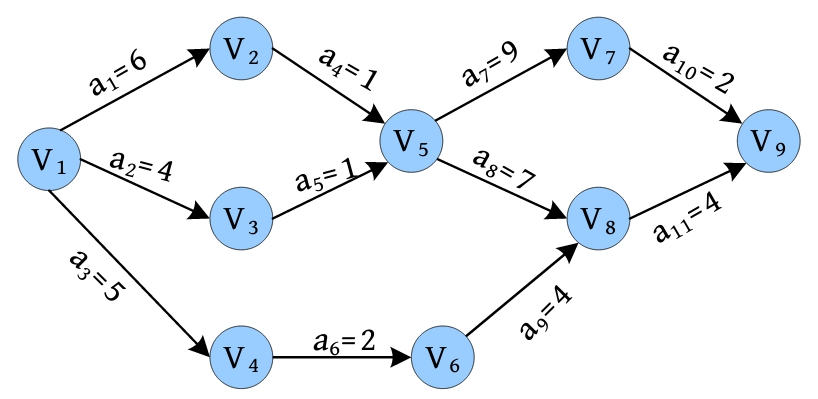 V₂
V₇
a₁=6
a₄=1
a₇=9
a₁₀=2
V₁
V₅
V₉
a₂=4
a₅=1
a₈=7
V₃
V₈
a₁₁=4
a₃=5
a₉=4
V₄
a₆=2
V₆